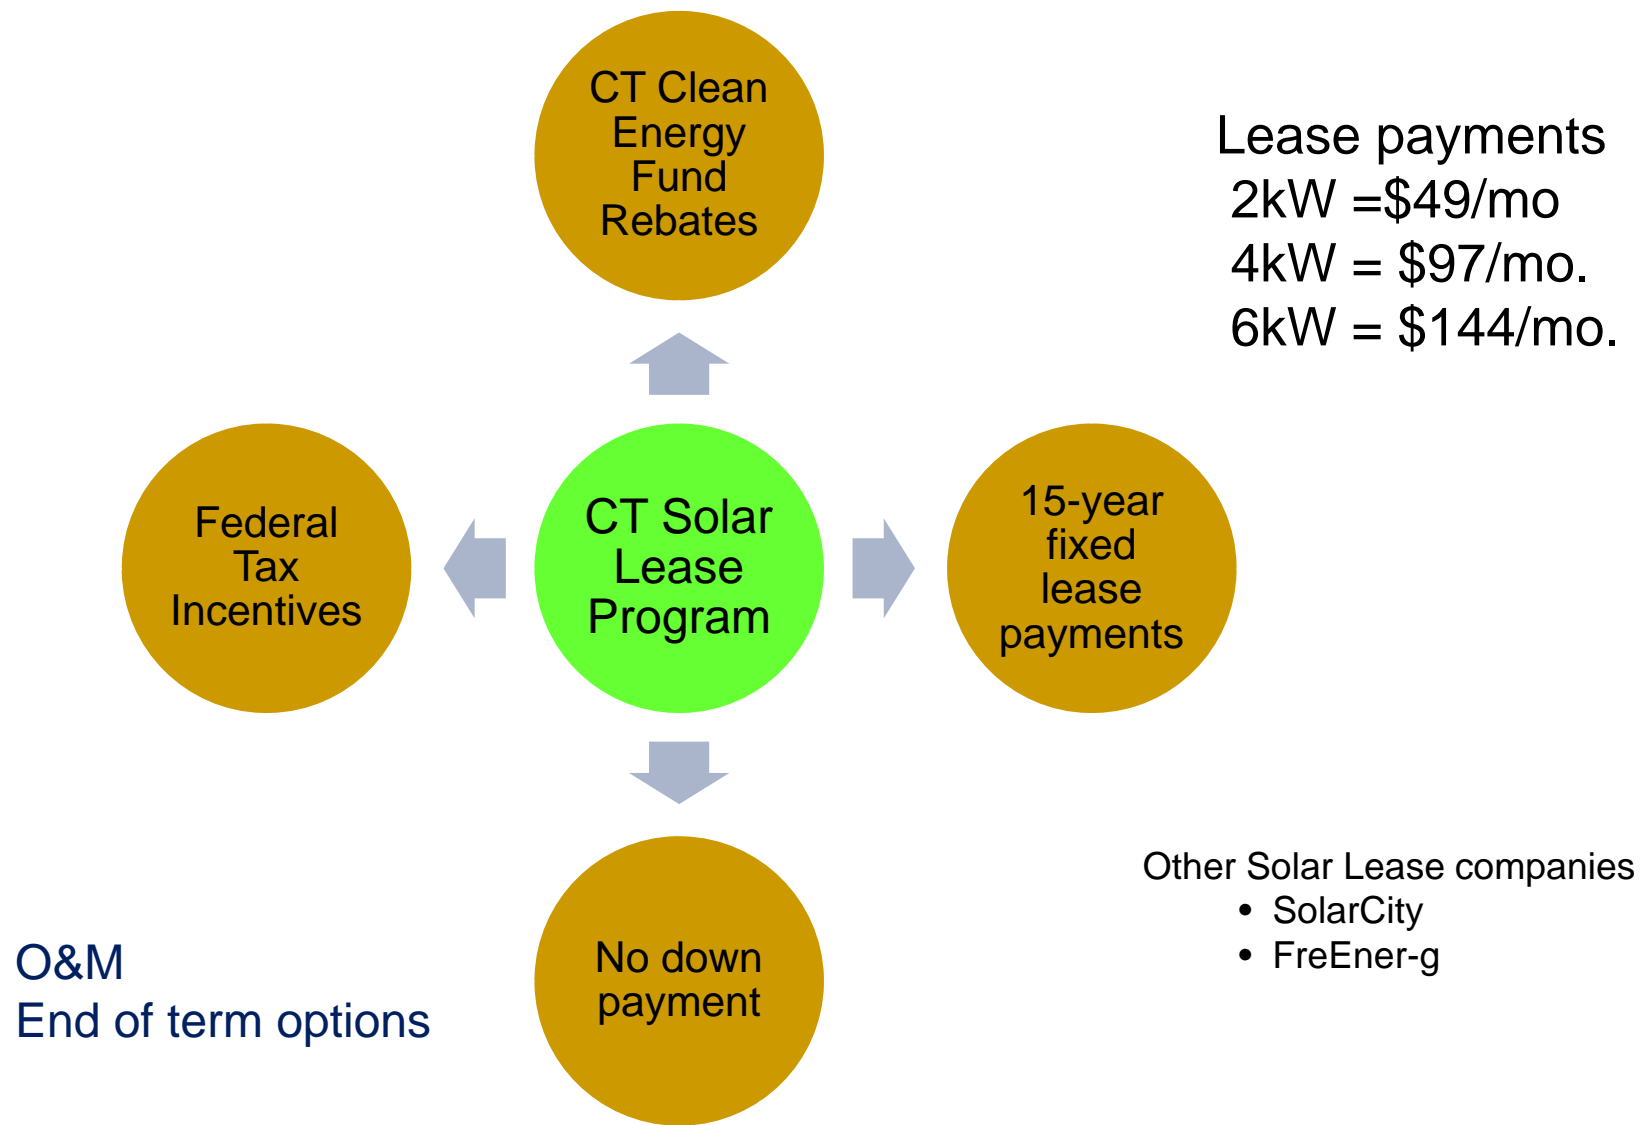 CT Clean
Energy
Fund
Rebates
Lease payments
2kW =$49/mo
4kW = $97/mo.
6kW = $144/mo.
Federal
Tax
Incentives
CT Solar
Lease
Program
15-year
fixed
lease
payments
No down
payment
Other Solar Lease companies
• SolarCity
• FreEner-g
O&M
End of term options